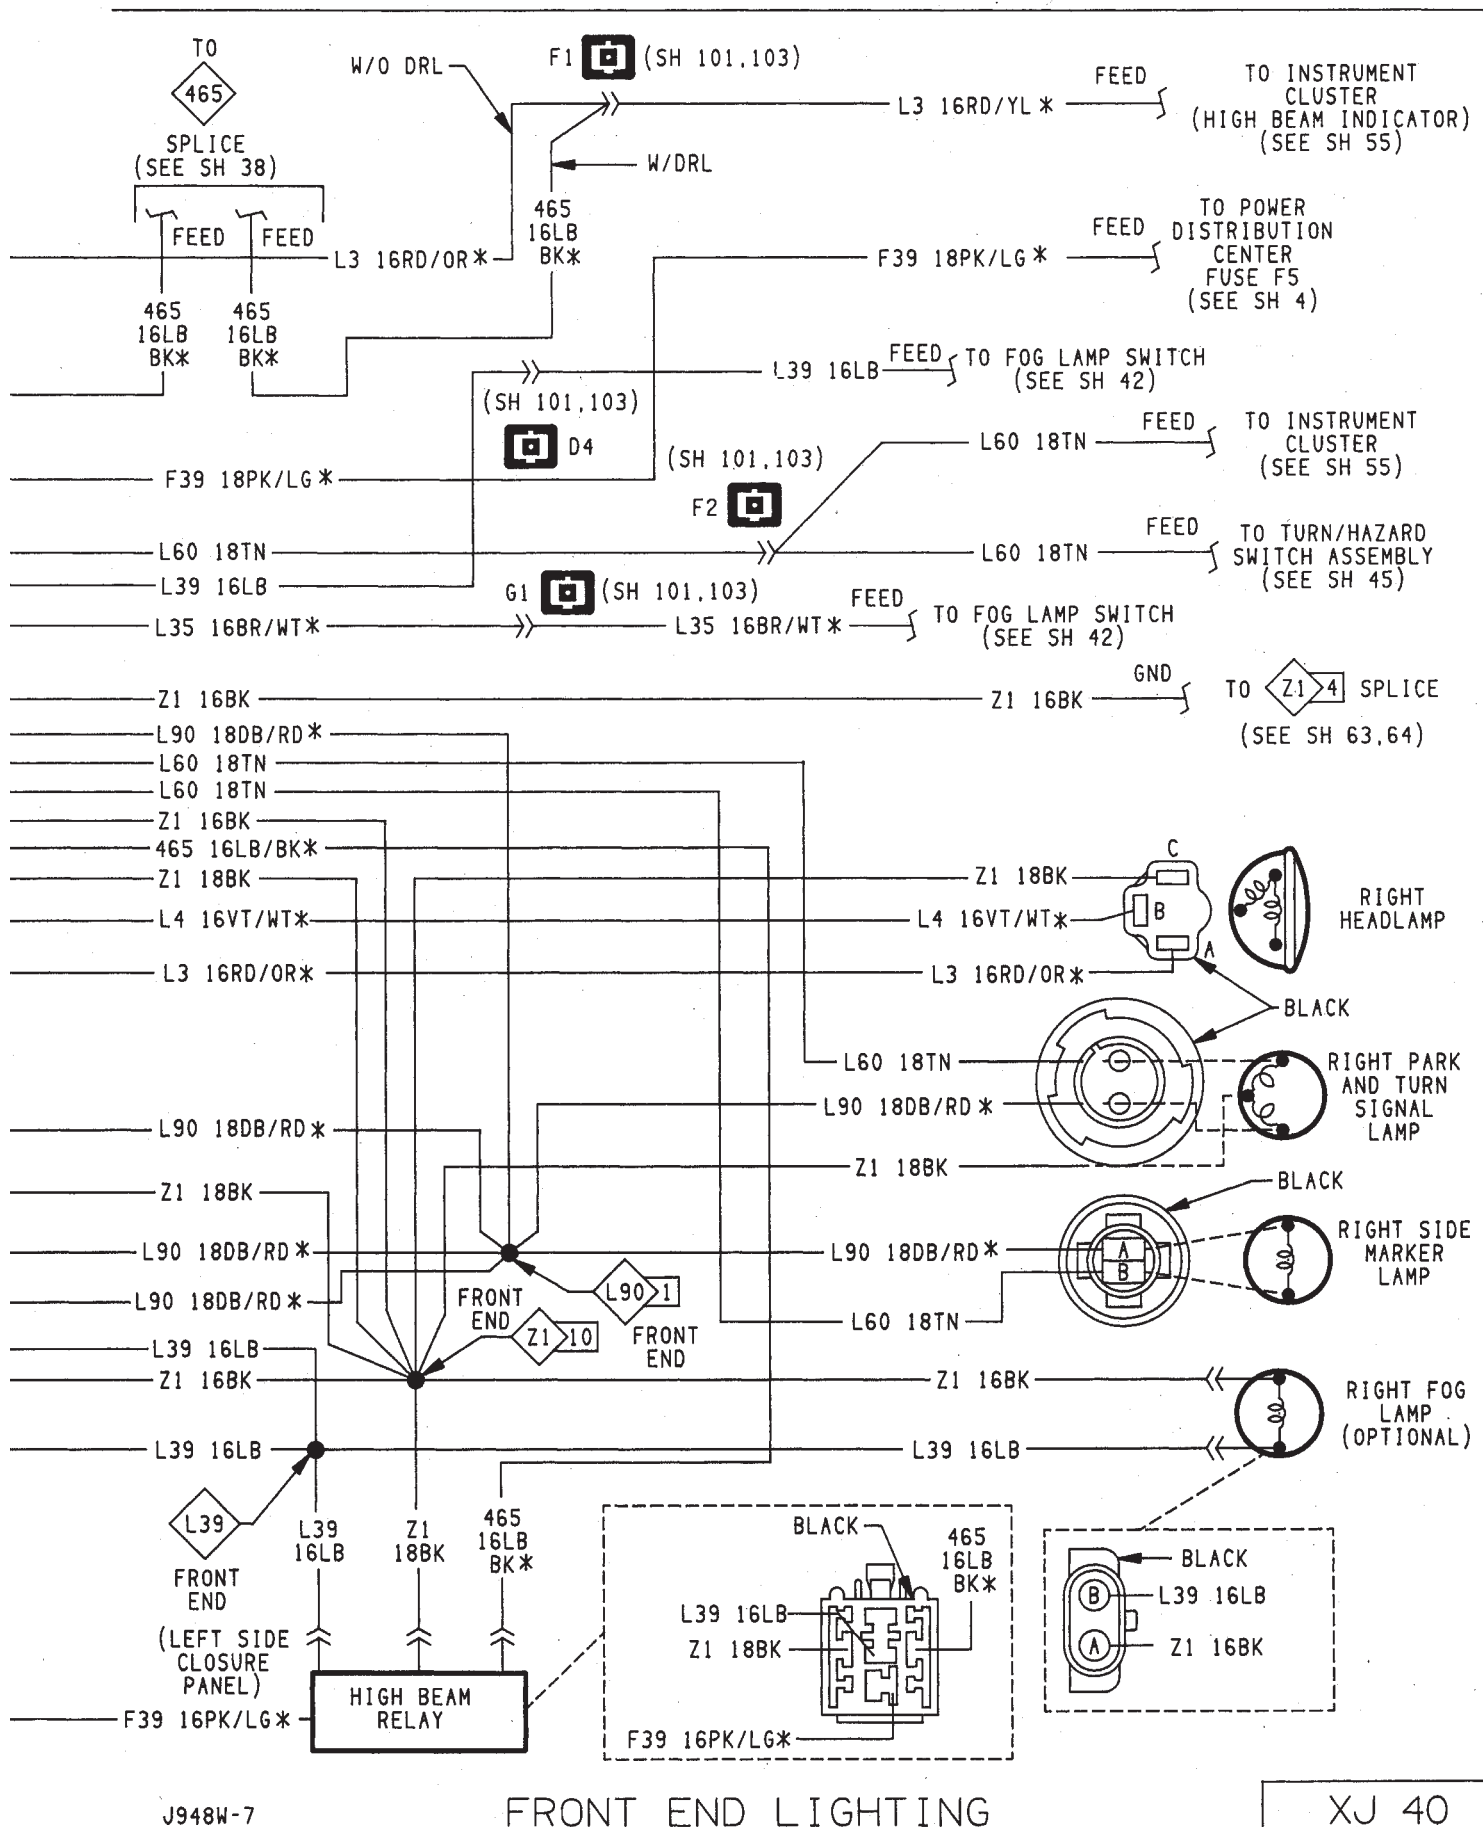 TO
465
SPLICE
(SEE SH 38)
W/O DRL
F1 (SH 101,103)
L3 16RD/YL*
FEED
TO INSTRUMENT
CLUSTER
(HIGH BEAM INDICATOR)
(SEE SH 55)
W/DRL
FEED
FEED
L3 16RD/OR*
465
16LB
BK*
465
16LB
BK*
465
16LB
BK*
F39 18PK/LG*
FEED
TO POWER
DISTRIBUTION
CENTER
FUSE F5
(SEE SH 4)
L39 16LB
FEED
TO FOG LAMP SWITCH
(SEE SH 42)
(SH 101,103)
D4
L60 18TN
FEED
TO INSTRUMENT
CLUSTER
(SEE SH 55)
F39 18PK/LG*
(SH 101,103)
F2
L60 18TN
L60 18TN
FEED
TO TURN/HAZARD
SWITCH ASSEMBLY
(SEE SH 45)
L39 16LB
G1 (SH 101,103)
L35 16BR/WT*
L35 16BR/WT*
FEED
TO FOG LAMP SWITCH
(SEE SH 42)
Z1 16BK
Z1 16BK
GND
TO Z1 4 SPLICE
(SEE SH 63,64)
L90 18DB/RD*
L60 18TN
L60 18TN
Z1 16BK
465 16LB/BK*
Z1 18BK
Z1 18BK
C
B
A
RIGHT
HEADLAMP
L4 16VT/WT*
L4 16VT/WT*
L3 16RD/OR*
L3 16RD/OR*
BLACK
L60 18TN
RIGHT PARK
AND TURN
SIGNAL
LAMP
L90 18DB/RD*
L90 18DB/RD*
Z1 18BK
Z1 18BK
BLACK
L90 18DB/RD*
L90 18DB/RD*
A
B
RIGHT SIDE
MARKER
LAMP
L90 18DB/RD*
FRONT
END
L90 1
FRONT
END
Z1 10
L60 18TN
L39 16LB
Z1 16BK
Z1 16BK
RIGHT FOG
LAMP
(OPTIONAL)
L39 16LB
L39 16LB
L39
FRONT
END
L39
16LB
Z1
18BK
465
16LB
BK*
(LEFT SIDE
CLOSURE
PANEL)
F39 16PK/LG*
HIGH BEAM
RELAY
BLACK
465
16LB
BK*
L39 16LB
Z1 18BK
F39 16PK/LG*
BLACK
B
L39 16LB
A
Z1 16BK
J948W-7
FRONT END LIGHTING
XJ 40